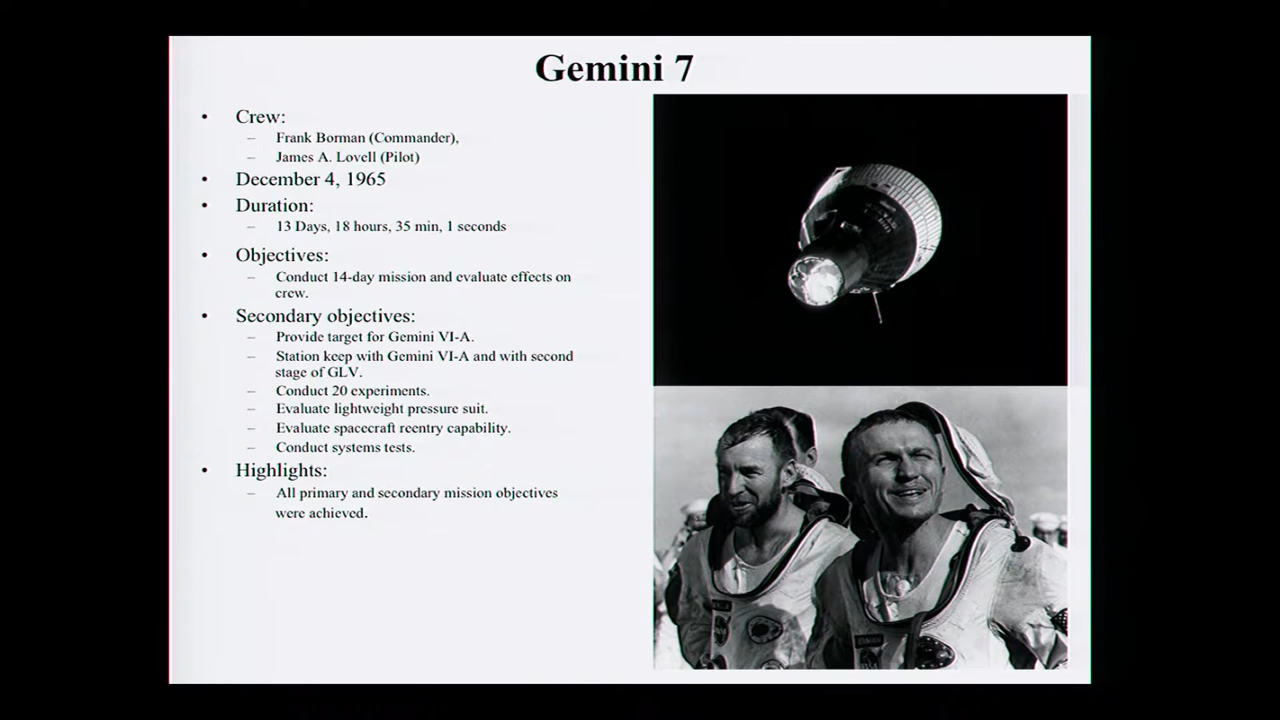 Gemini 7
• Crew:
– Frank Borman (Commander),
– James A. Lovell (Pilot)
• December 4, 1965
• Duration:
– 13 Days, 18 hours, 35 min, 1 seconds
• Objectives:
– Conduct 14-day mission and evaluate effects on
crew.
• Secondary objectives:
– Provide target for Gemini VI-A.
– Station keep with Gemini VI-A and with second
stage of GLV.
– Conduct 20 experiments.
– Evaluate lightweight pressure suit.
– Evaluate spacecraft reentry capability.
– Conduct systems tests.
• Highlights:
– All primary and secondary mission objectives
were achieved.